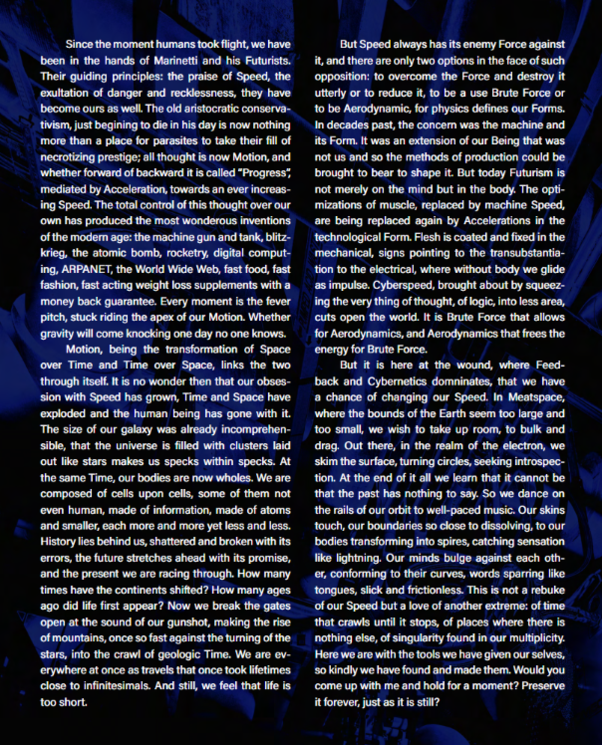 Since the moment humans took flight, we have
been in the hands of Marinetti and his Futurists.
Their guiding principles: the praise of Speed, the
exultation of danger and recklessness, they have
become ours as well. The old aristocratic conserva-
tivism, just begining to die in his day is now nothing
more than a place for parasites to take their fill of
necrotizing prestige; all thought is now Motion, and
whether forward of backward it is called "Progress",
mediated by Acceleration, towards an ever increas-
ing Speed. The total control of this thought over our
own has produced the most wonderous inventions
of the modern age: the machine gun and tank, blitz-
krieg, the atomic bomb, rocketry, digital comput-
ing, ARPANET, the World Wide Web, fast food, fast
fashion, fast acting weight loss supplements with a
money back guarantee. Every moment is the fever
pitch, stuck riding the apex of our Motion. Whether
gravity will come knocking one day no one knows.
Motion, being the transformation of Space
over Time and Time over Space, links the two
through itself. It is no wonder then that our obses-
sion with Speed has grown, Time and Space have
exploded and the human being has gone with it.
The size of our galaxy was already incomprehen-
sible, that the universe is filled with clusters laid
out like stars makes us specks within specks. At
the same Time, our bodies are now wholes. We are
composed of cells upon cells, some of them not
even human, made of information, made of atoms
and smaller, each more and more yet less and less.
History lies behind us, shattered and broken with its
errors, the future stretches ahead with its promise,
and the present we are racing through. How many
times have the continents shifted? How many ages
ago did life first appear? Now we break the gates
open at the sound of our gunshot, making the rise
of mountains, once so fast against the turning of the
stars, into the crawl of geologic Time. We are ev-
erywhere at once as travels that once took lifetimes
close to infinitesimals. And still, we feel that life is
too short.
But Speed always has its enemy Force against
it, and there are only two options in the face of such
opposition: to overcome the Force and destroy it
utterly or to reduce it, to be a use Brute Force or
to be Aerodynamic, for physics defines our Forms.
In decades past, the concern was the machine and
its Form. It was an extension of our Being that was
not us and so the methods of production could be
brought to bear to shape it. But today Futurism is
not merely on the mind but in the body. The opti-
mizations of muscle, replaced by machine Speed,
are being replaced again by Accelerations in the
technological Form. Flesh is coated and fixed in the
mechanical, signs pointing to the transubstantia-
tion to the electrical, where without body we glide
as impulse. Cyberspeed, brought about by squeez-
ing the very thing of thought, of logic, into less area,
cuts open the world. It is Brute Force that allows
for Aerodynamics, and Aerodynamics that frees the
energy for Brute Force.
But it is here at the wound, where Feed-
back and Cybernetics domninates, that we have
a chance of changing our Speed. In Meatspace,
where the bounds of the Earth seem too large and
too small, we wish to take up room, to bulk and
drag. Out there, in the realm of the electron, we
skim the surface, turning circles, seeking introspec-
tion. At the end of it all we learn that it cannot be
that the past has nothing to say. So we dance on
the rails of our orbit to well-paced music. Our skins
touch, our boundaries so close to dissolving, to our
bodies transforming into spires, catching sensation
like lightning. Our minds bulge against each oth-
er, conforming to their curves, words sparring like
tongues, slick and frictionless. This is not a rebuke
of our Speed but a love of another extreme: of time
that crawls until it stops, of places where there is
nothing else, of singularity found in our multiplicity.
Here we are with the tools we have given our selves,
so kindly we have found and made them. Would you
come up with me and hold for a moment? Preserve
it forever, just as it is still?